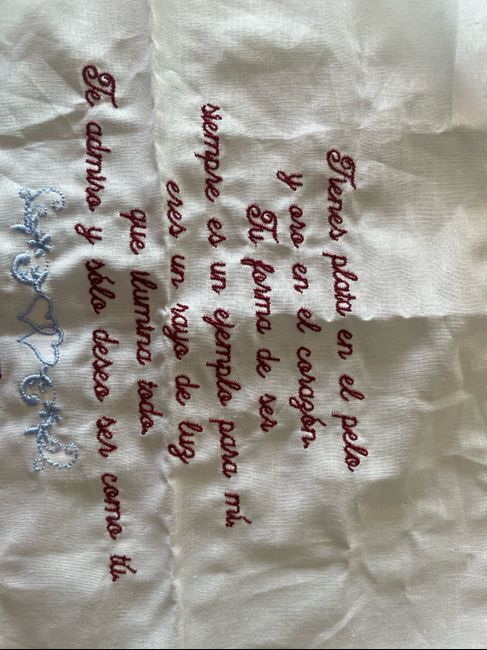 Tienes plata en el pelo
y oro en el corazón.
Tu forma de ser
siempre es un ejemplo para mí.
eres un rayo de luz
que ilumina todo.
Te admiro y sólo deseo ser como tú.